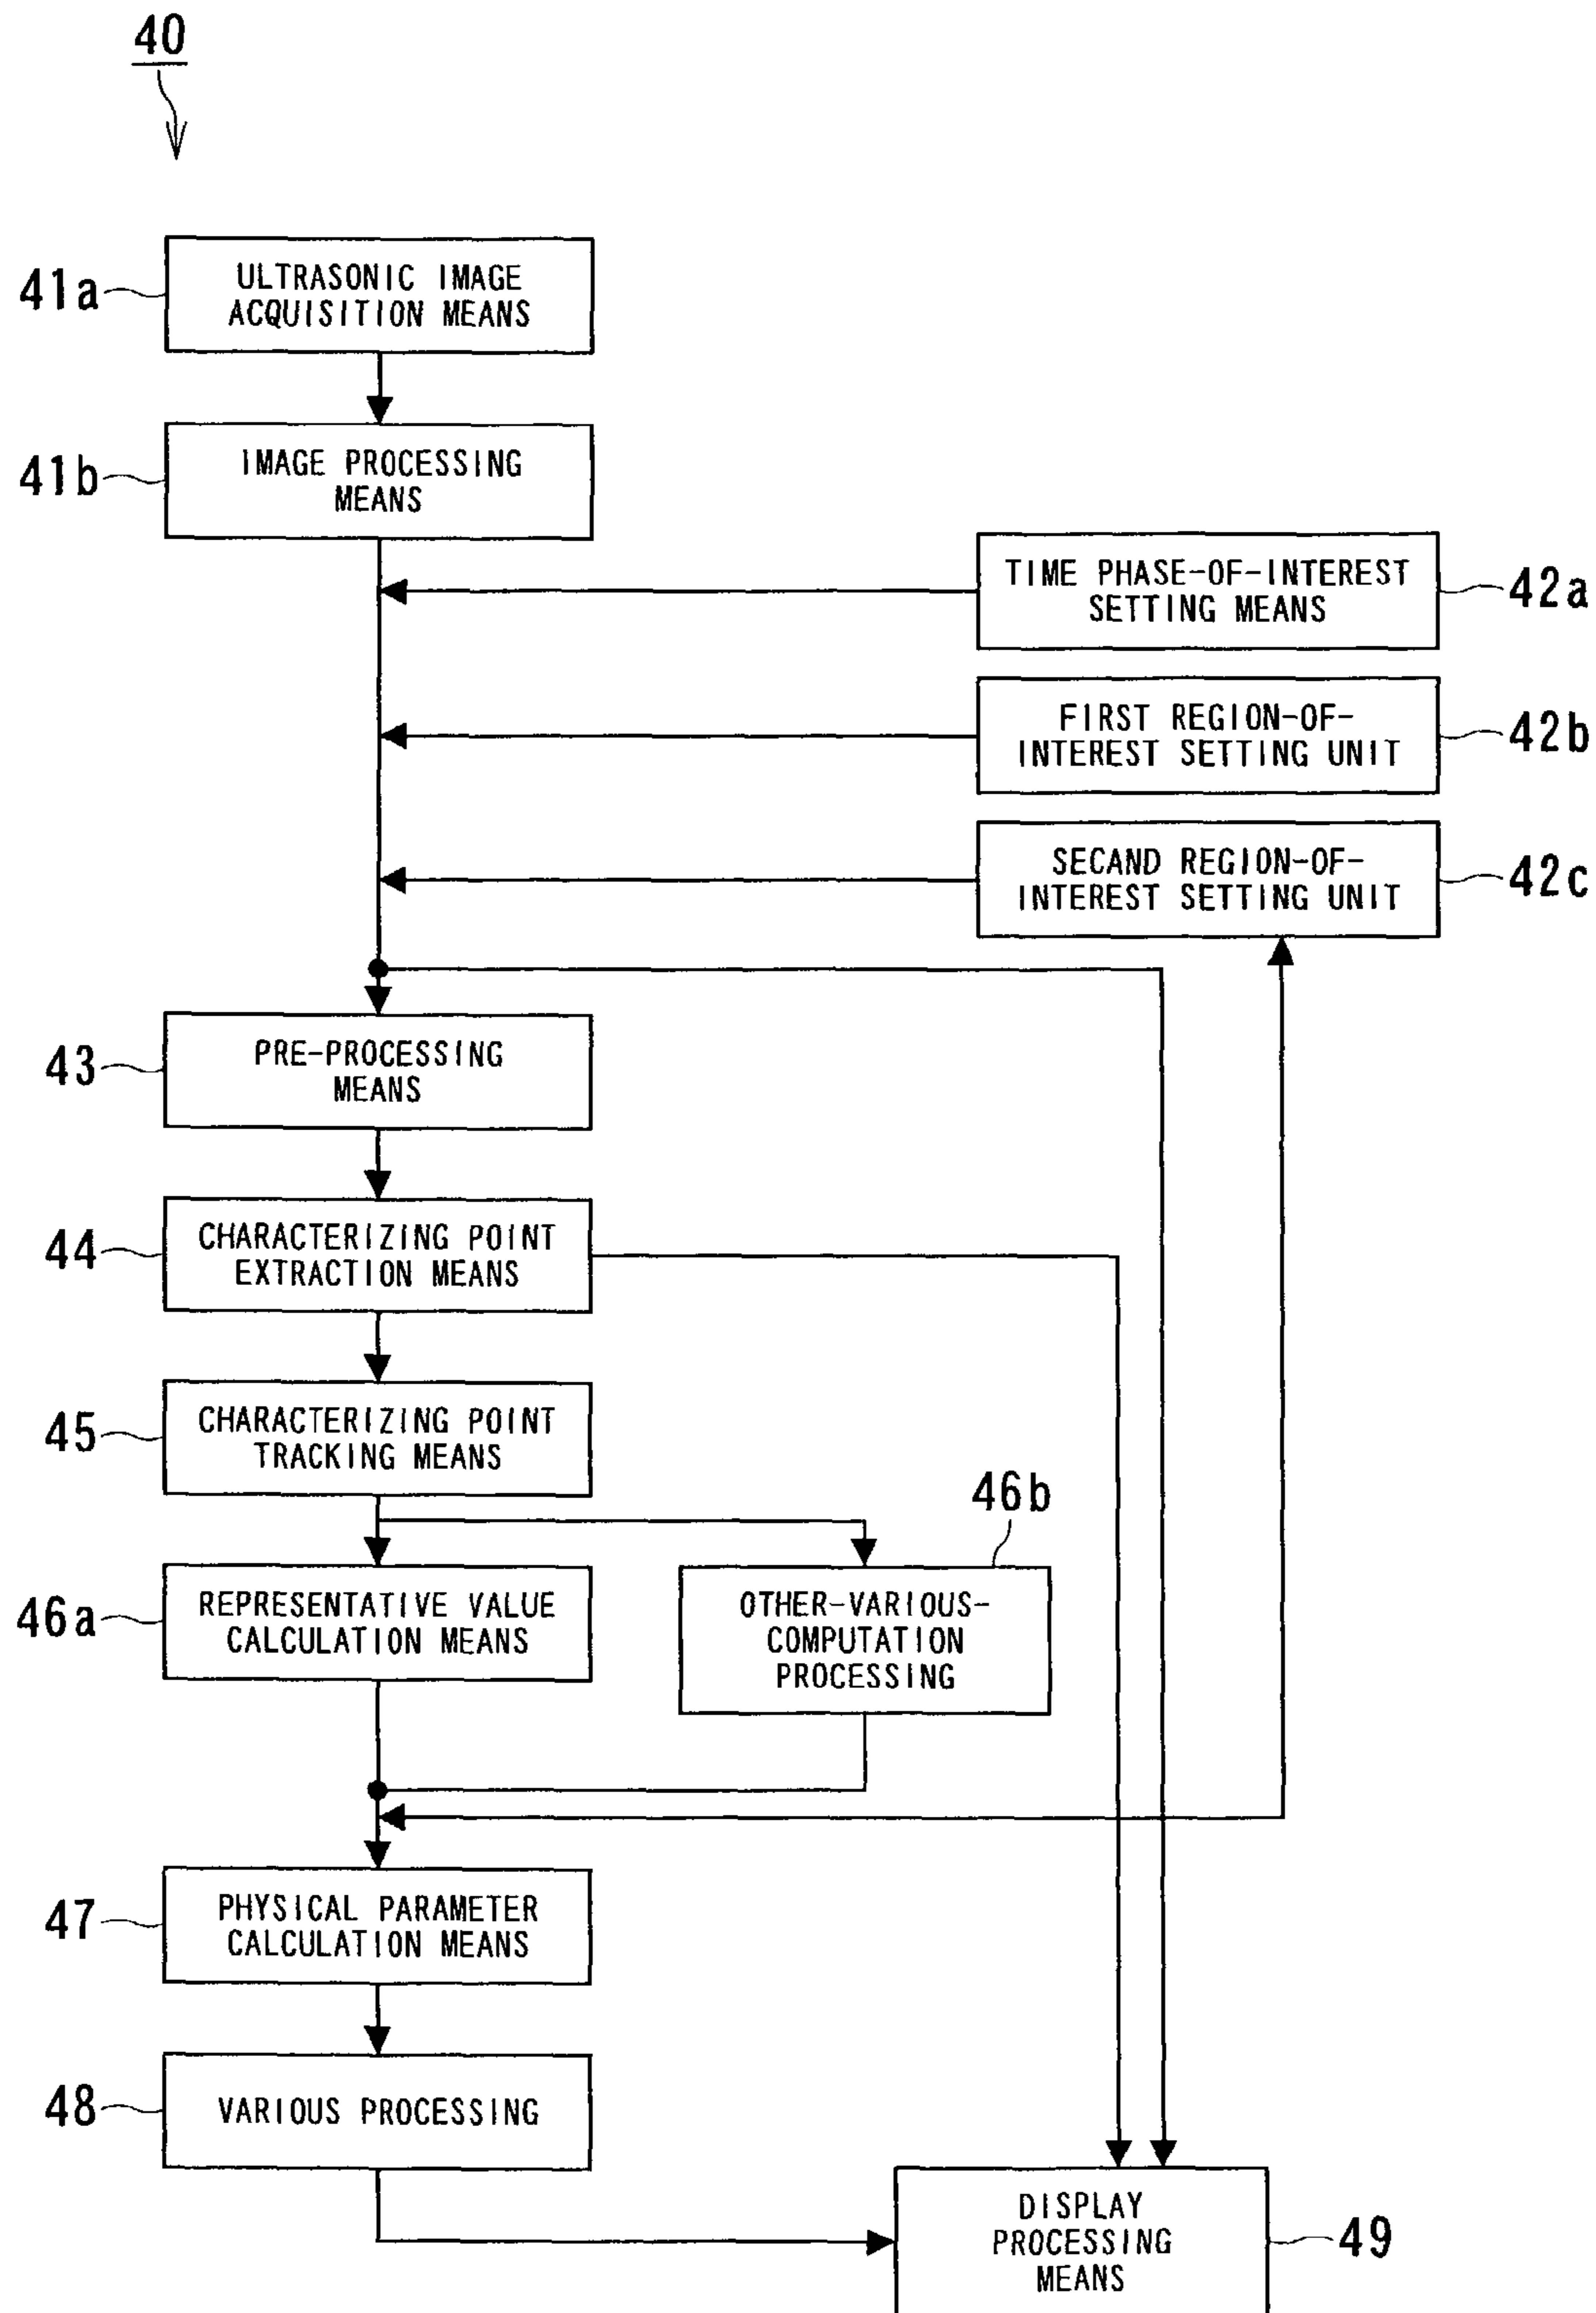 40
41a
ULTRASONIC IMAGE
ACQUISITION MEANS
41b
IMAGE PROCESSING
MEANS
TIME PHASE-OF-INTEREST
SETTING MEANS
42a
FIRST REGION-OF-
INTEREST SETTING UNIT
42b
SECAND REGION-OF-
INTEREST SETTING UNIT
42c
43
PRE-PROCESSING
MEANS
44
CHARACTERIZING POINT
EXTRACTION MEANS
45
CHARACTERIZING POINT
TRACKING MEANS
46a
REPRESENTATIVE VALUE
CALCULATION MEANS
46b
OTHER-VARIOUS-
COMPUTATION
PROCESSING
47
PHYSICAL PARAMETER
CALCULATION MEANS
48
VARIOUS PROCESSING
DISPLAY
PROCESSING
MEANS
49